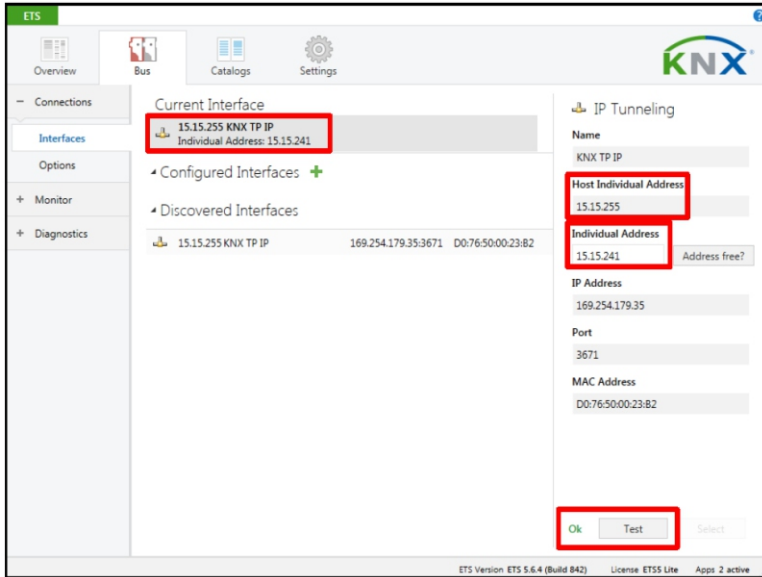 ETS
Overview
Bus
Catalogs
Settings
KNX
Connections
Interfaces
Options
Monitor
Diagnostics
Current Interface
15.15.255 KNX TP IP
Individual Address: 15.15.241
Configured Interfaces
Discovered Interfaces
15.15.255 KNX TP IP 169.254.179.35:3671 D0:76:50:00:23:B2
IP Tunneling
Name
KNX TP IP
Host Individual Address
15.15.255
Individual Address
15.15.241 Address free?
IP Address
169.254.179.35
Port
3671
MAC Address
D0:76:50:00:23:B2
Ok Test Select
ETS Version ETS 5.6.4 (Build 842) License ETS5 Lite Apps 2 active